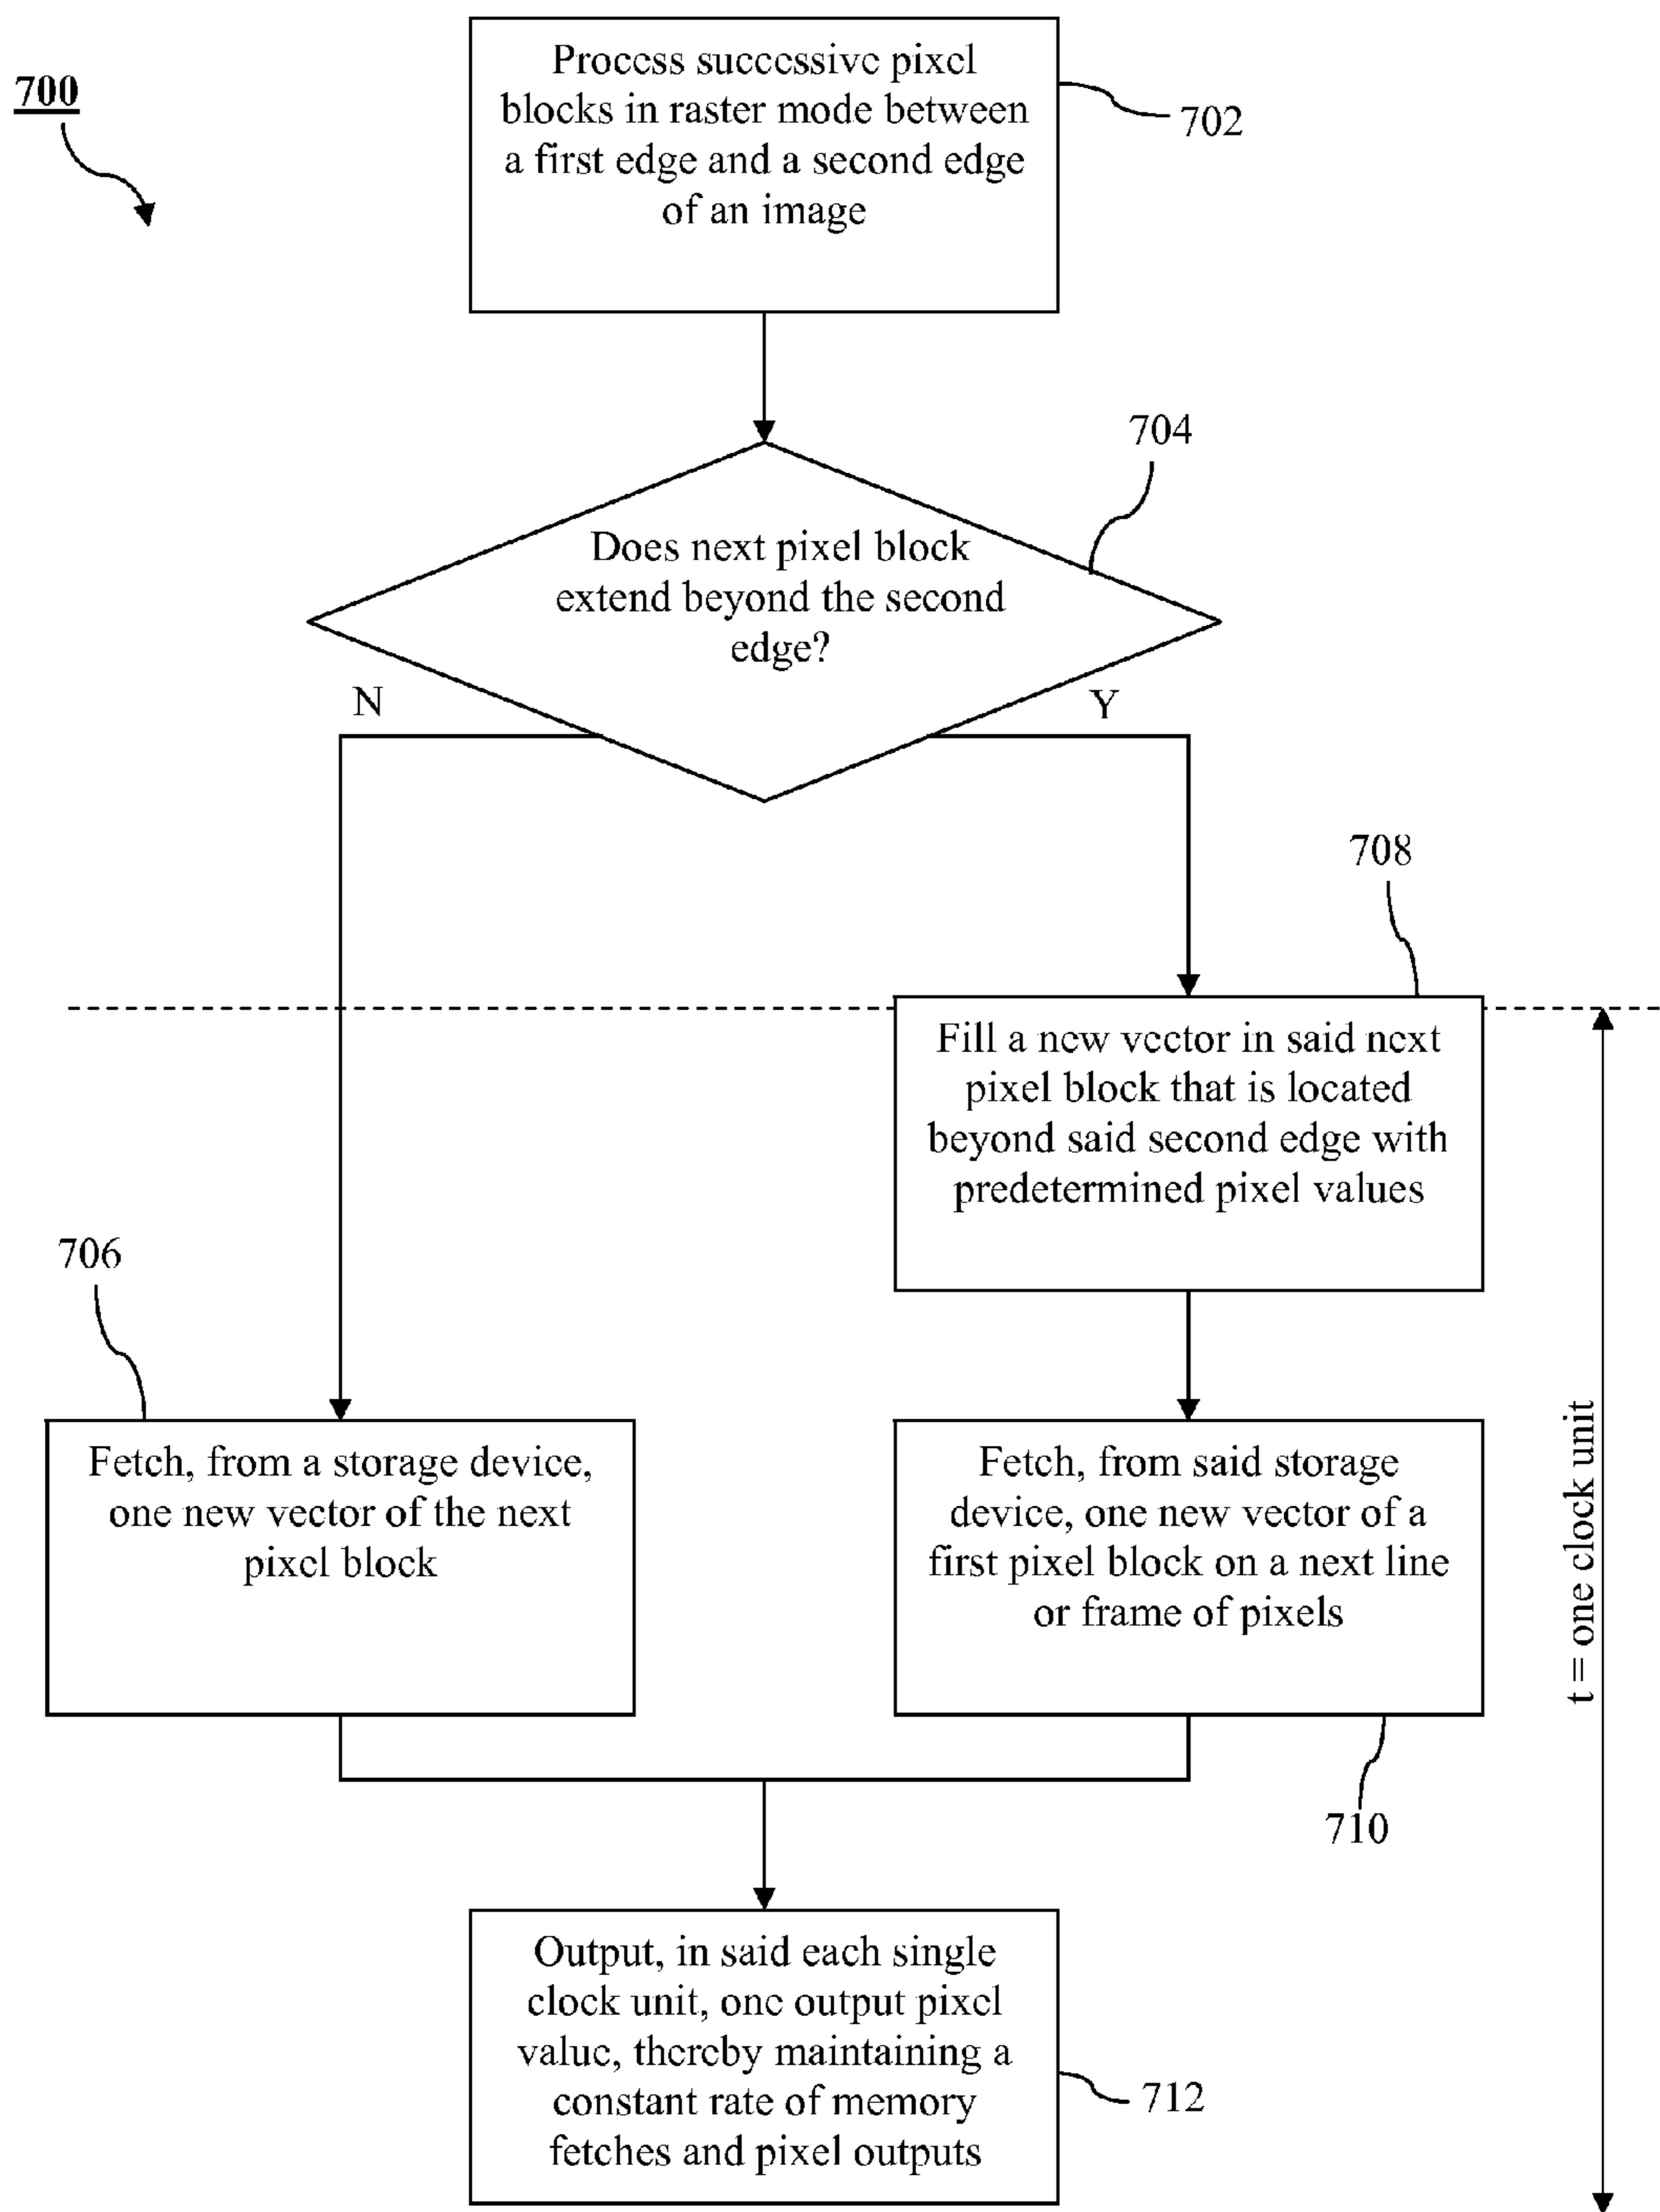 700
Process successive pixel
blocks in raster mode between
a first edge and a second edge
of an image
702
704
Does next pixel block
extend beyond the second
edge?
N
Y
708
Fill a new vector in said next
pixel block that is located
beyond said second edge with
predetermined pixel values
706
Fetch, from a storage device,
one new vector of the next
pixel block
Fetch, from said storage
device, one new vector of a
first pixel block on a next line
or frame of pixels
t = one clock unit
710
Output, in said each single
clock unit, one output pixel
value, thereby maintaining a
constant rate of memory
fetches and pixel outputs
712